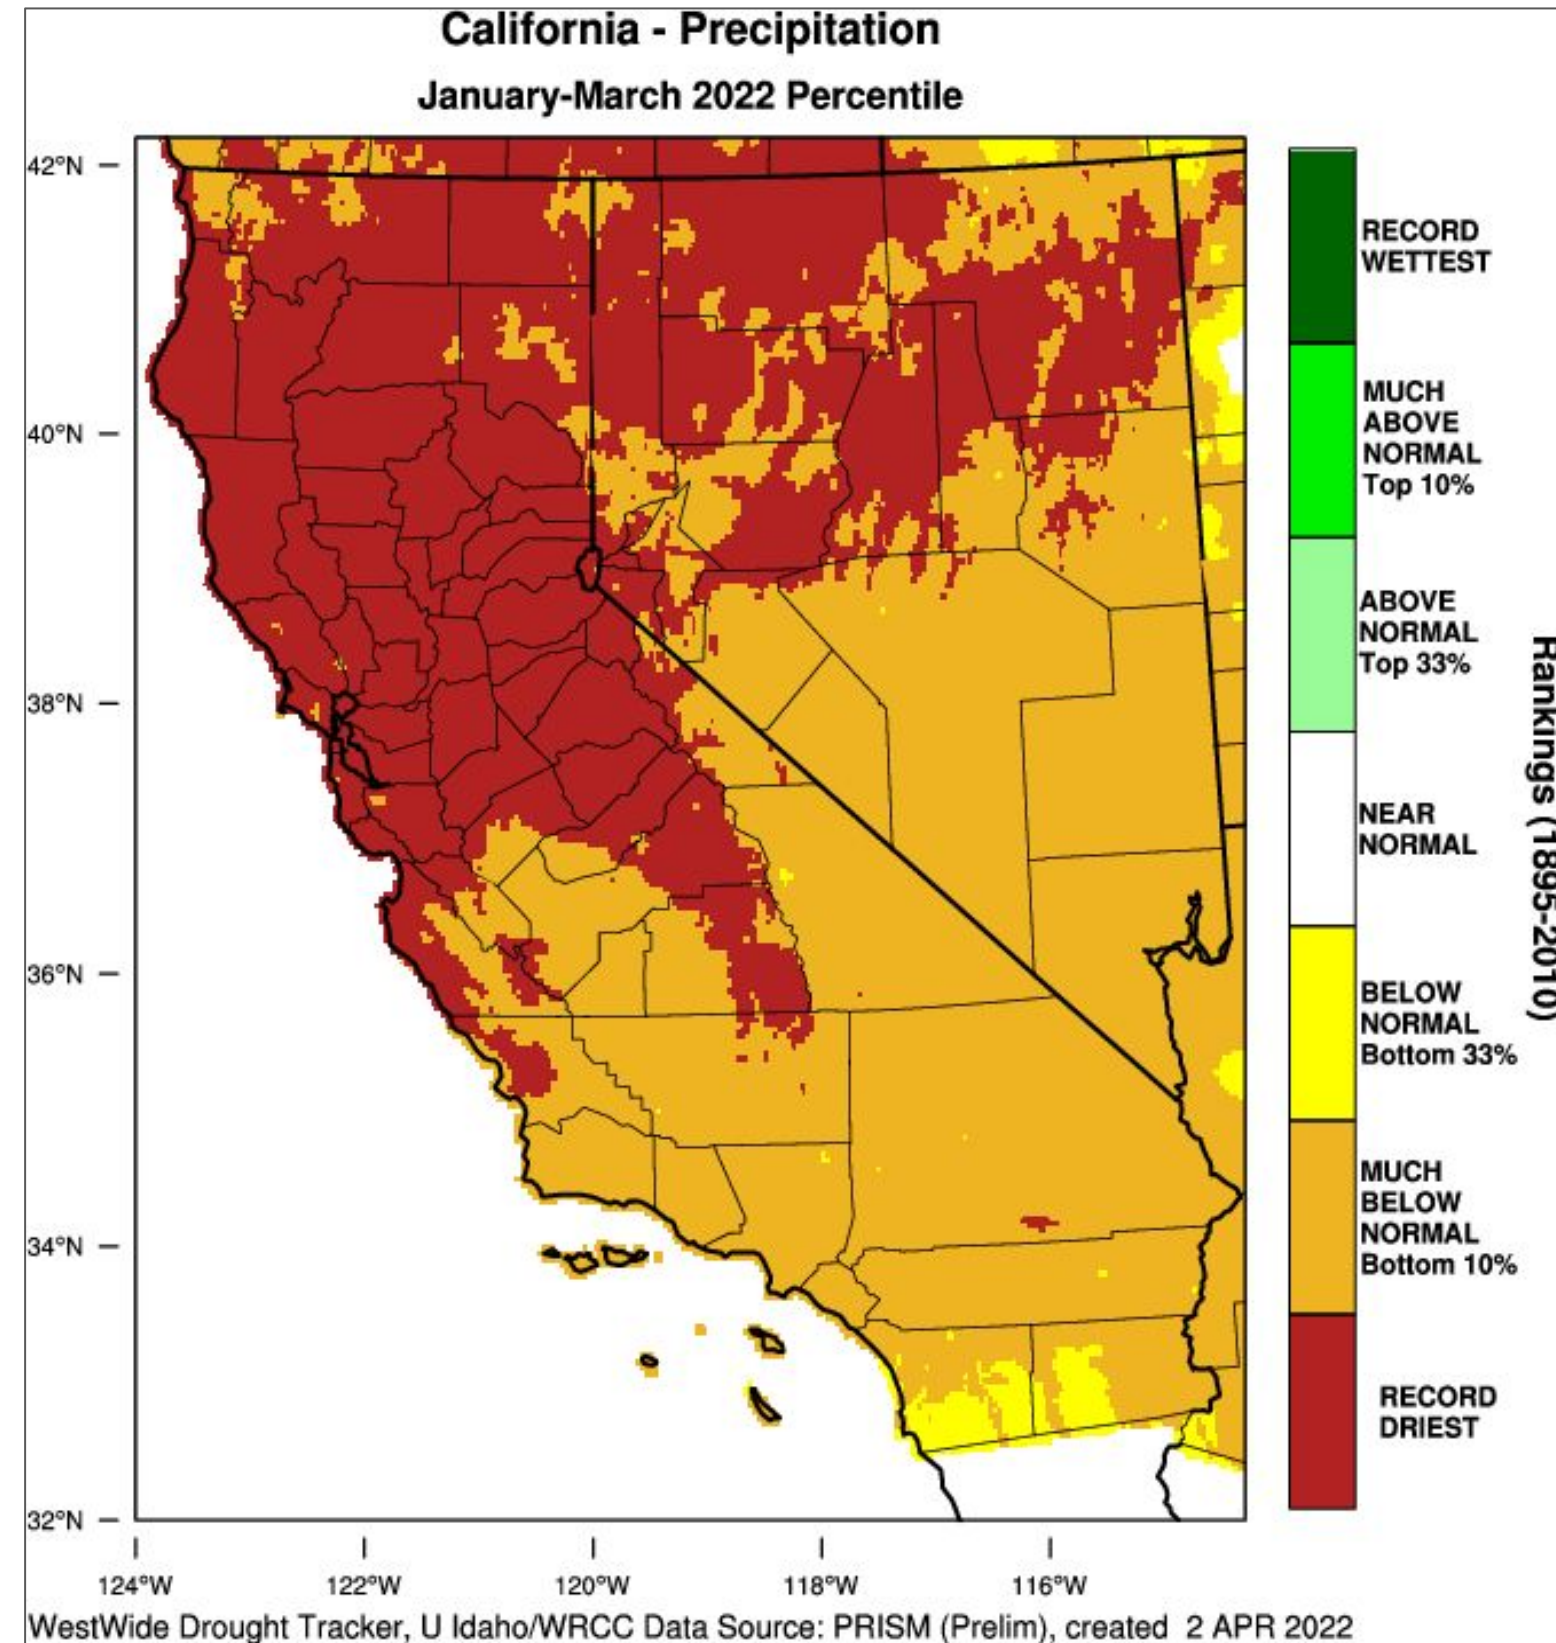 California - Precipitation
January-March 2022 Percentile
42°N
40°N
38°N
36°N
34°N
32°N
124°W
122°W
120°W
118°W
116°W
RECORD
WETTEST
MUCH
ABOVE
NORMAL
Top 10%
ABOVE
NORMAL
Top 33%
NEAR
NORMAL
BELOW
NORMAL
Bottom 33%
MUCH
BELOW
NORMAL
Bottom 10%
RECORD
DRIEST
Rankings (1895-2010)
WestWide Drought Tracker, U Idaho/WRCC Data Source: PRISM (Prelim), created 2 APR 2022